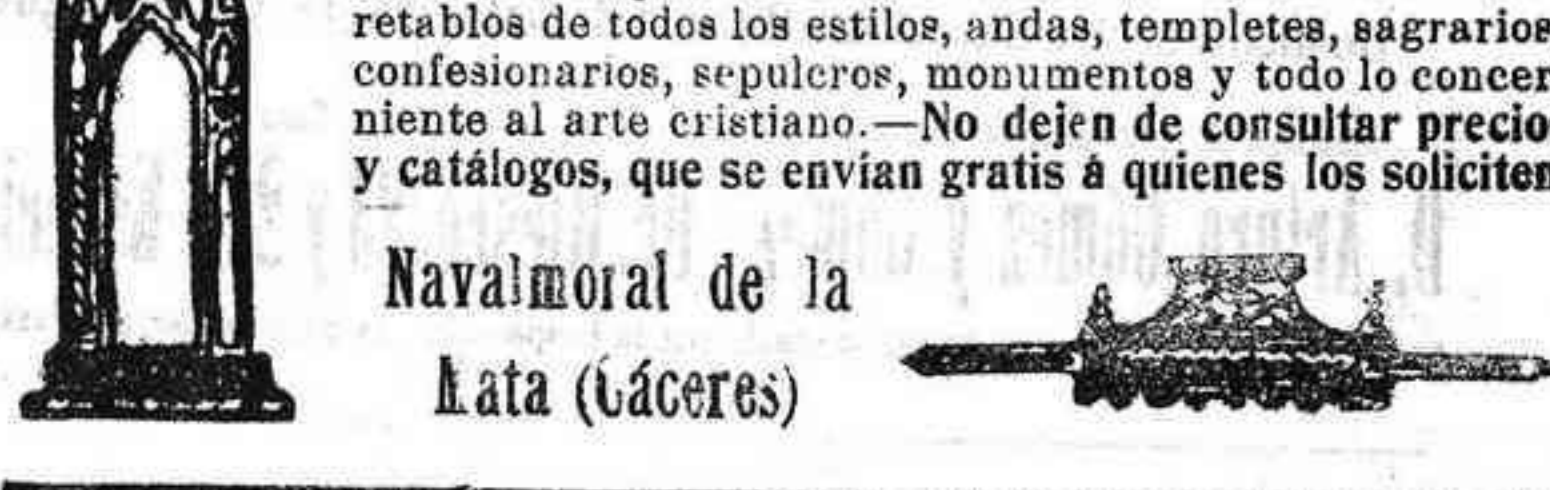 retablos de todos los estilos, andas, templetes, sagrarios
confesionarios, sepulcros, monumentos y todo lo concer
niente al arte cristiano.—No dejen de consultar precio
y catálogos, que se envían gratis á quienes los soliciten
Navalmoral de la
Mata (Cáceres)